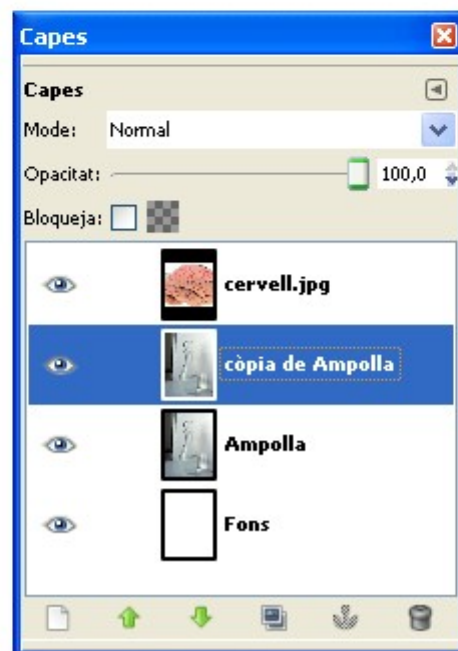 Capes
Capes
Mode: Normal
Opacitat: 100,0
Bloqueja:
cervell.jpg
còpia de Ampolla
Ampolla
Fons